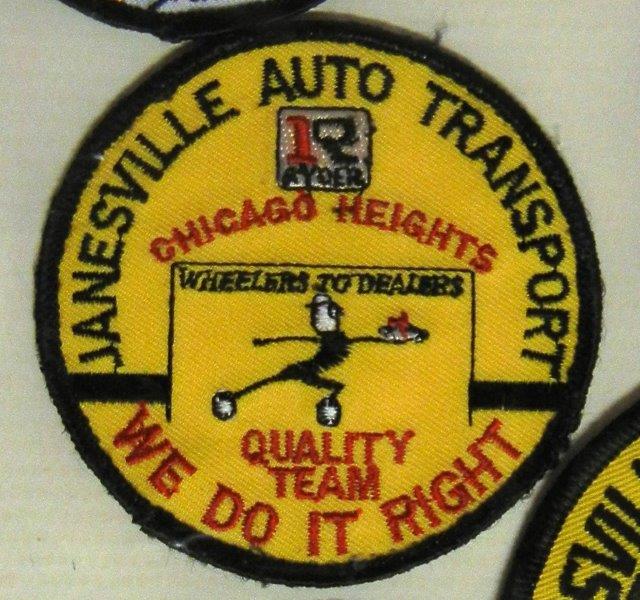 JANESVILLE AUTO TRANSPORT
R
RYDER
CHICAGO HEIGHTS
WHEELERS TO DEALERS
QUALITY
TEAM
WE DO IT RIGHT